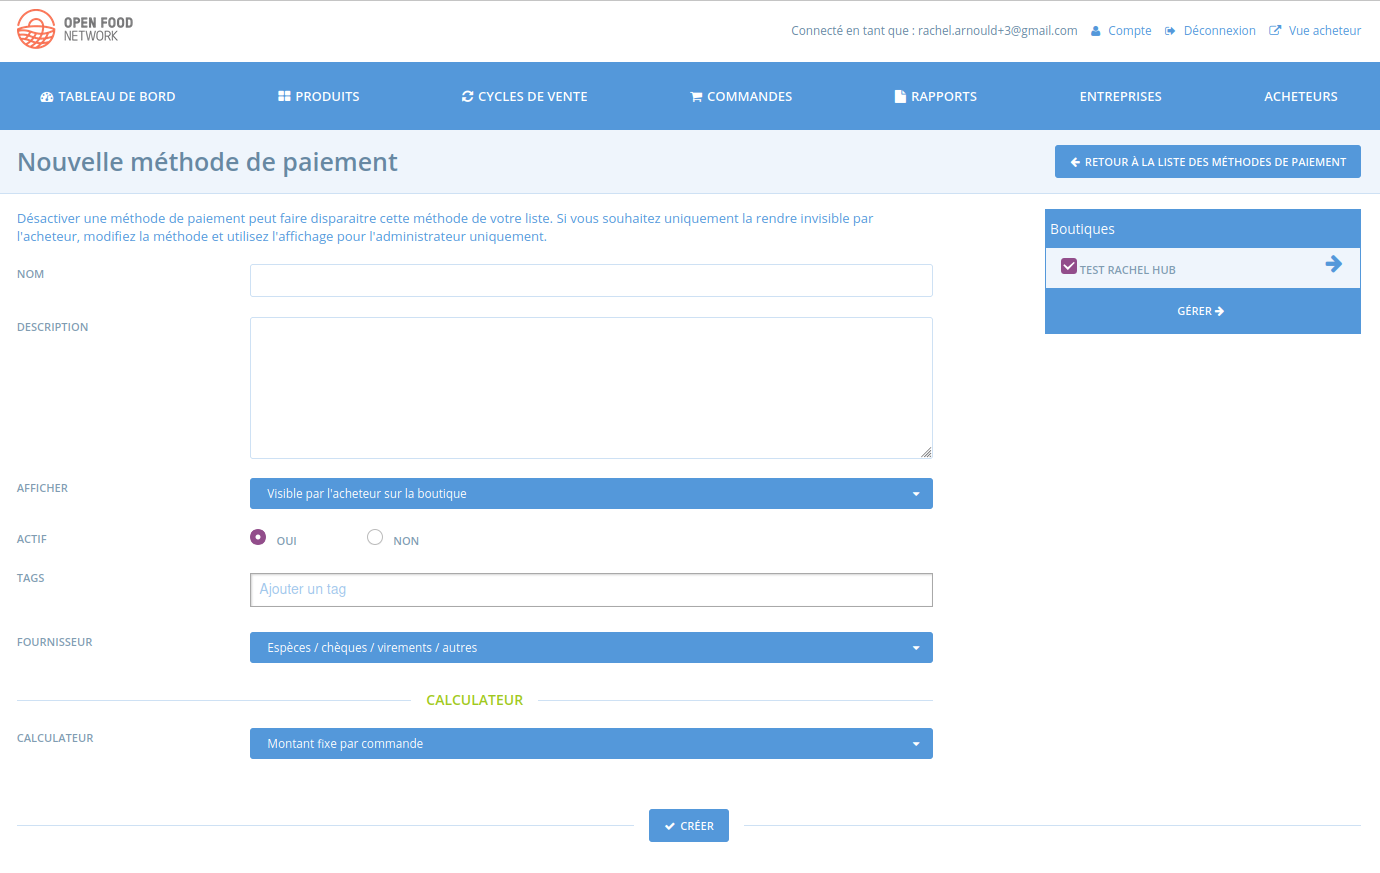 OPEN FOOD
NETWORK
Connecté en tant que : rachel.arnould+3@gmail.com Compte Déconnexion Vue acheteur
TABLEAU DE BORD PRODUITS CYCLES DE VENTE COMMANDES RAPPORTS ENTREPRISES ACHETEURS
Nouvelle méthode de paiement
RETOUR À LA LISTE DES MÉTHODES DE PAIEMENT
Désactiver une méthode de paiement peut faire disparaitre cette méthode de votre liste. Si vous souhaitez uniquement la rendre invisible par
l'acheteur, modifiez la méthode et utilisez l'affichage pour l'administrateur uniquement.
Boutiques
TEST RACHEL HUB
GÉRER
NOM
DESCRIPTION
AFFICHER
Visible par l'acheteur sur la boutique
ACTIF
OUI NON
TAGS
Ajouter un tag
FOURNISSEUR
Espèces / chèques / virements / autres
CALCULATEUR
CALCULATEUR
Montant fixe par commande
CRÉER